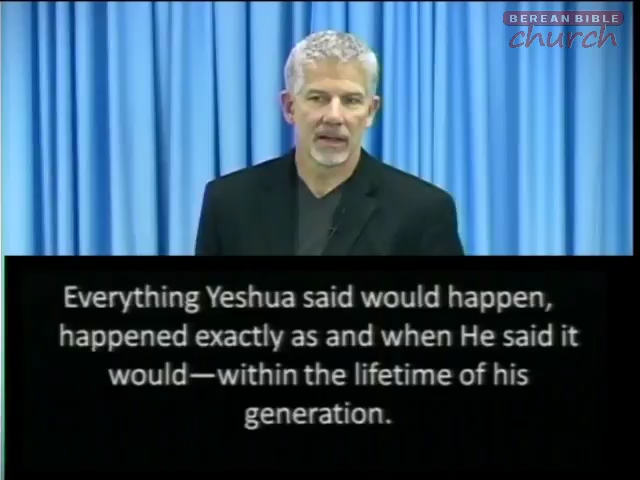 BEREAN BIBLE
church
Everything Yeshua said would happen,
happened exactly as and when He said it
would—within the lifetime of his
generation.